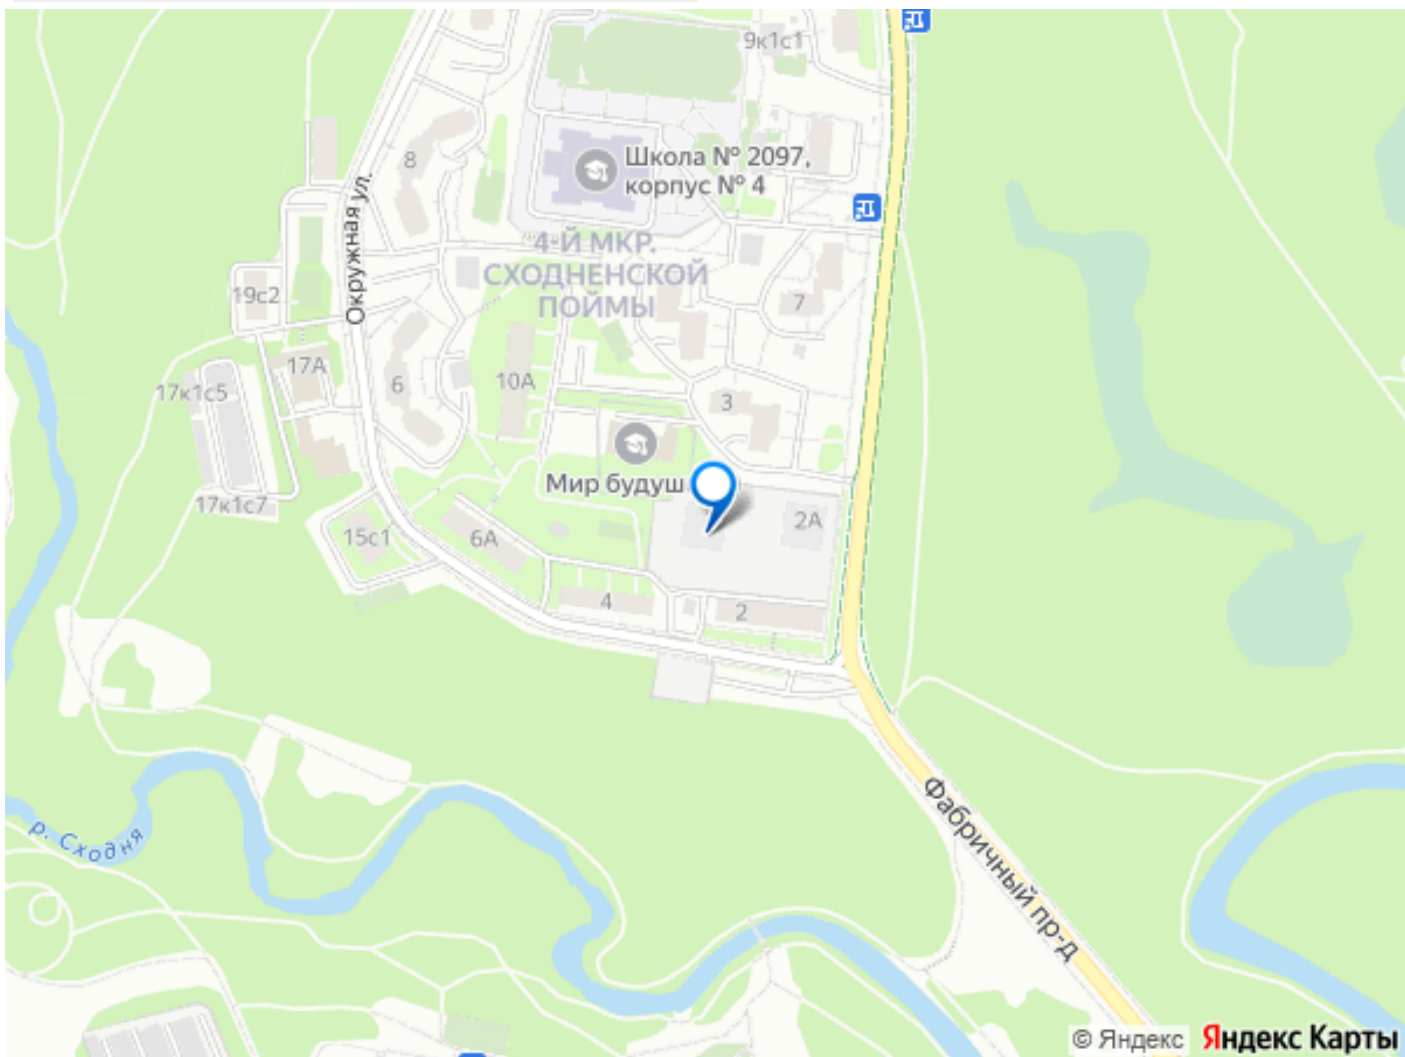 9к1с1
8
Школа № 2097,
корпус № 4
Окружная ул.
4-Й МКР.
СХОДНЕНСКОЙ
ПОЙМЫ
19с2
7
17А
17к1с5
6
10А
3
Мир будущ
17к1с7
15с1
6А
2А
4
2
Фабричный пр-д
р. Сходня
© Яндекс Яндекс Карты